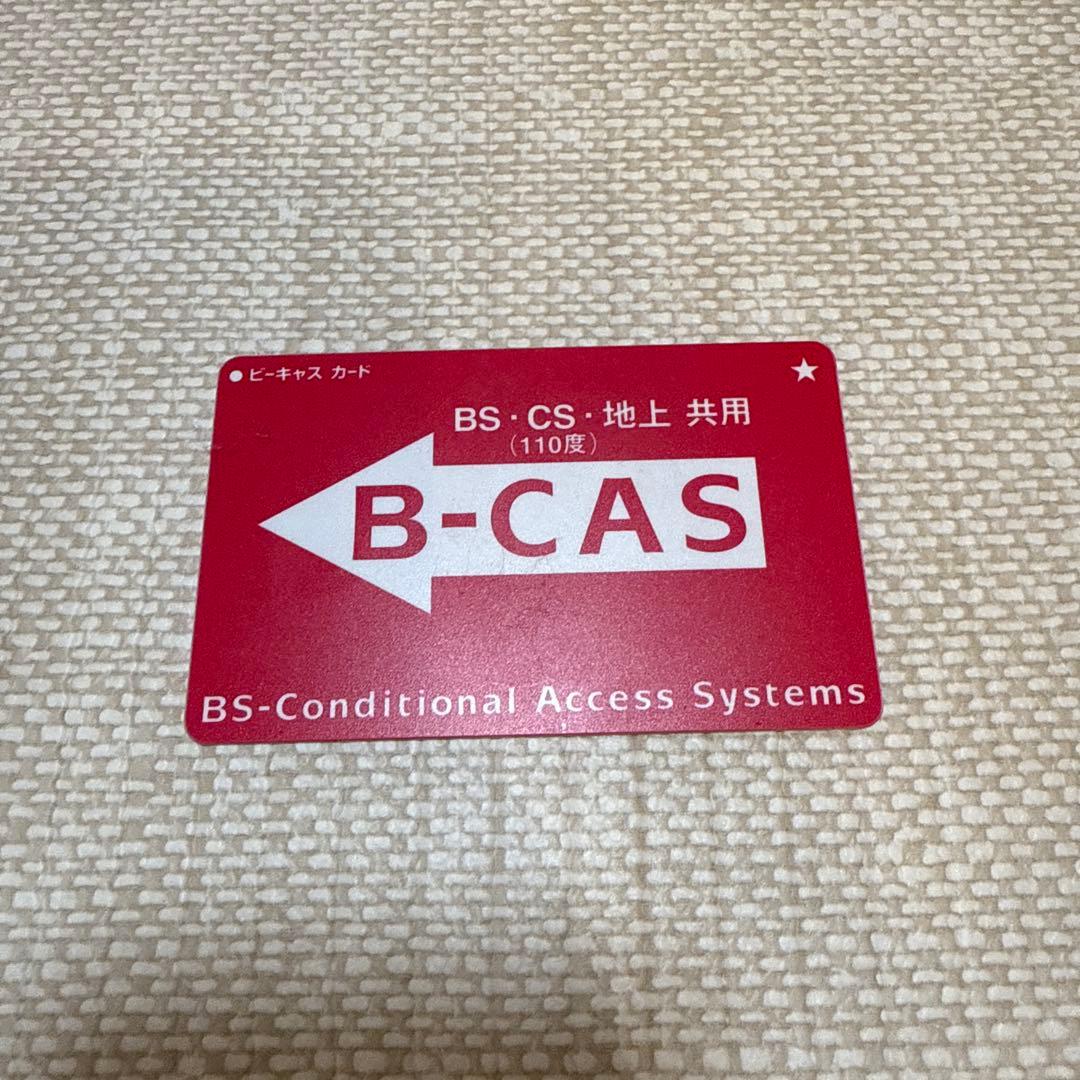 ●ビーキャス カード
★
BS・CS・地上 共用
(110度)
B-CAS
BS-Conditional Access Systems